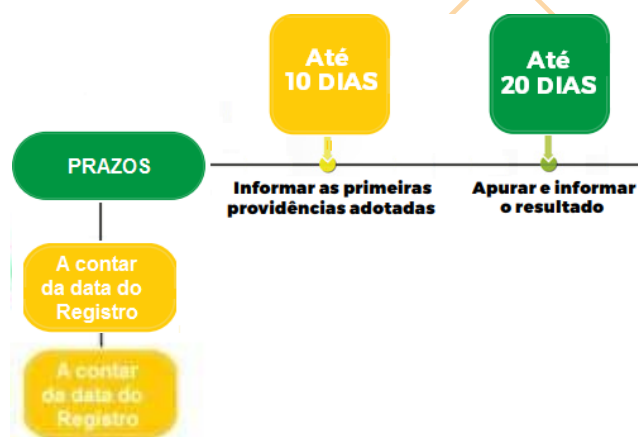 Até
10 DIAS
Até
20 DIAS
PRAZOS
Informar as primeiras
providências adotadas
Apurar e informar
o resultado
A contar
da data do
Registro
A contar
da data do
Registro